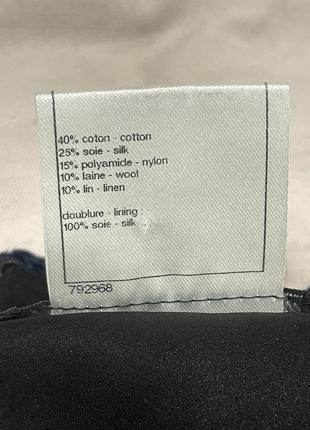 40% coton - cotton
25% soie - silk
15% polyamide - nylon
10% laine - wool
10% lin - linen
doublure - lining :
100% soie - silk
792968